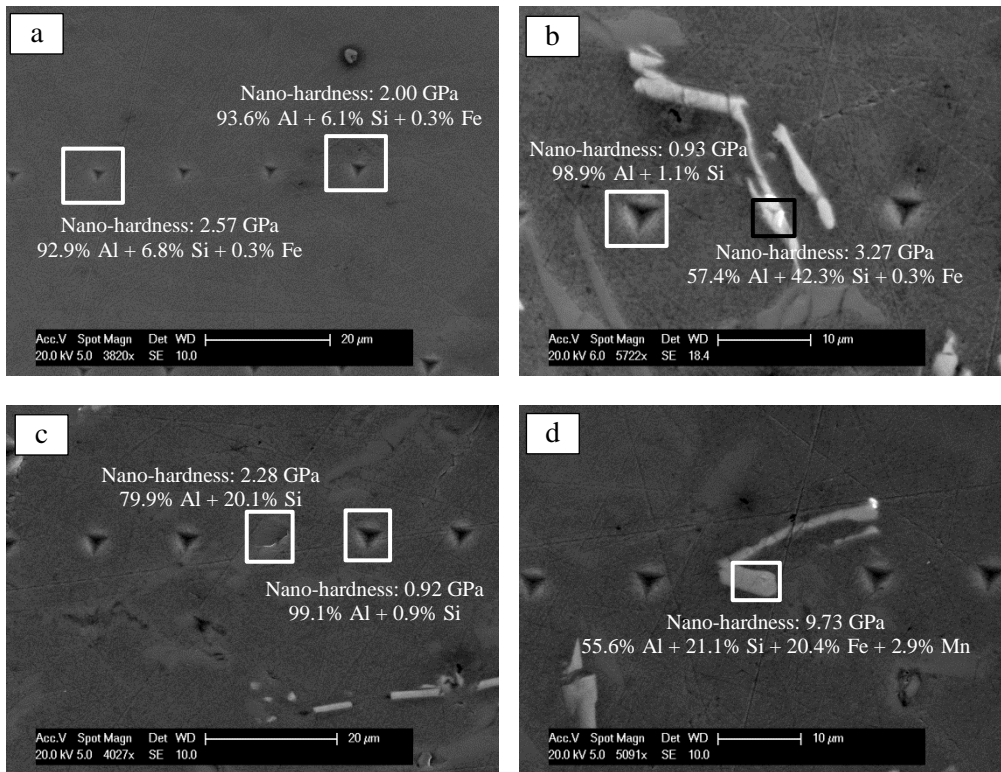 a
Nano-hardness: 2.00 GPa
93.6% Al + 6.1% Si + 0.3% Fe
Nano-hardness: 2.57 GPa
92.9% Al + 6.8% Si + 0.3% Fe
Acc.V Spot Magn Det WD 20 µm
20.0 kV 5.0 3820x SE 10.0
b
Nano-hardness: 0.93 GPa
98.9% Al + 1.1% Si
Nano-hardness: 3.27 GPa
57.4% Al + 42.3% Si + 0.3% Fe
Acc.V Spot Magn Det WD 10 µm
20.0 kV 6.0 5722x SE 18.4
c
Nano-hardness: 2.28 GPa
79.9% Al + 20.1% Si
Nano-hardness: 0.92 GPa
99.1% Al + 0.9% Si
Acc.V Spot Magn Det WD 20 µm
20.0 kV 5.0 4027x SE 10.0
d
Nano-hardness: 9.73 GPa
55.6% Al + 21.1% Si + 20.4% Fe + 2.9% Mn
Acc.V Spot Magn Det WD 10 µm
20.0 kV 5.0 5091x SE 10.0